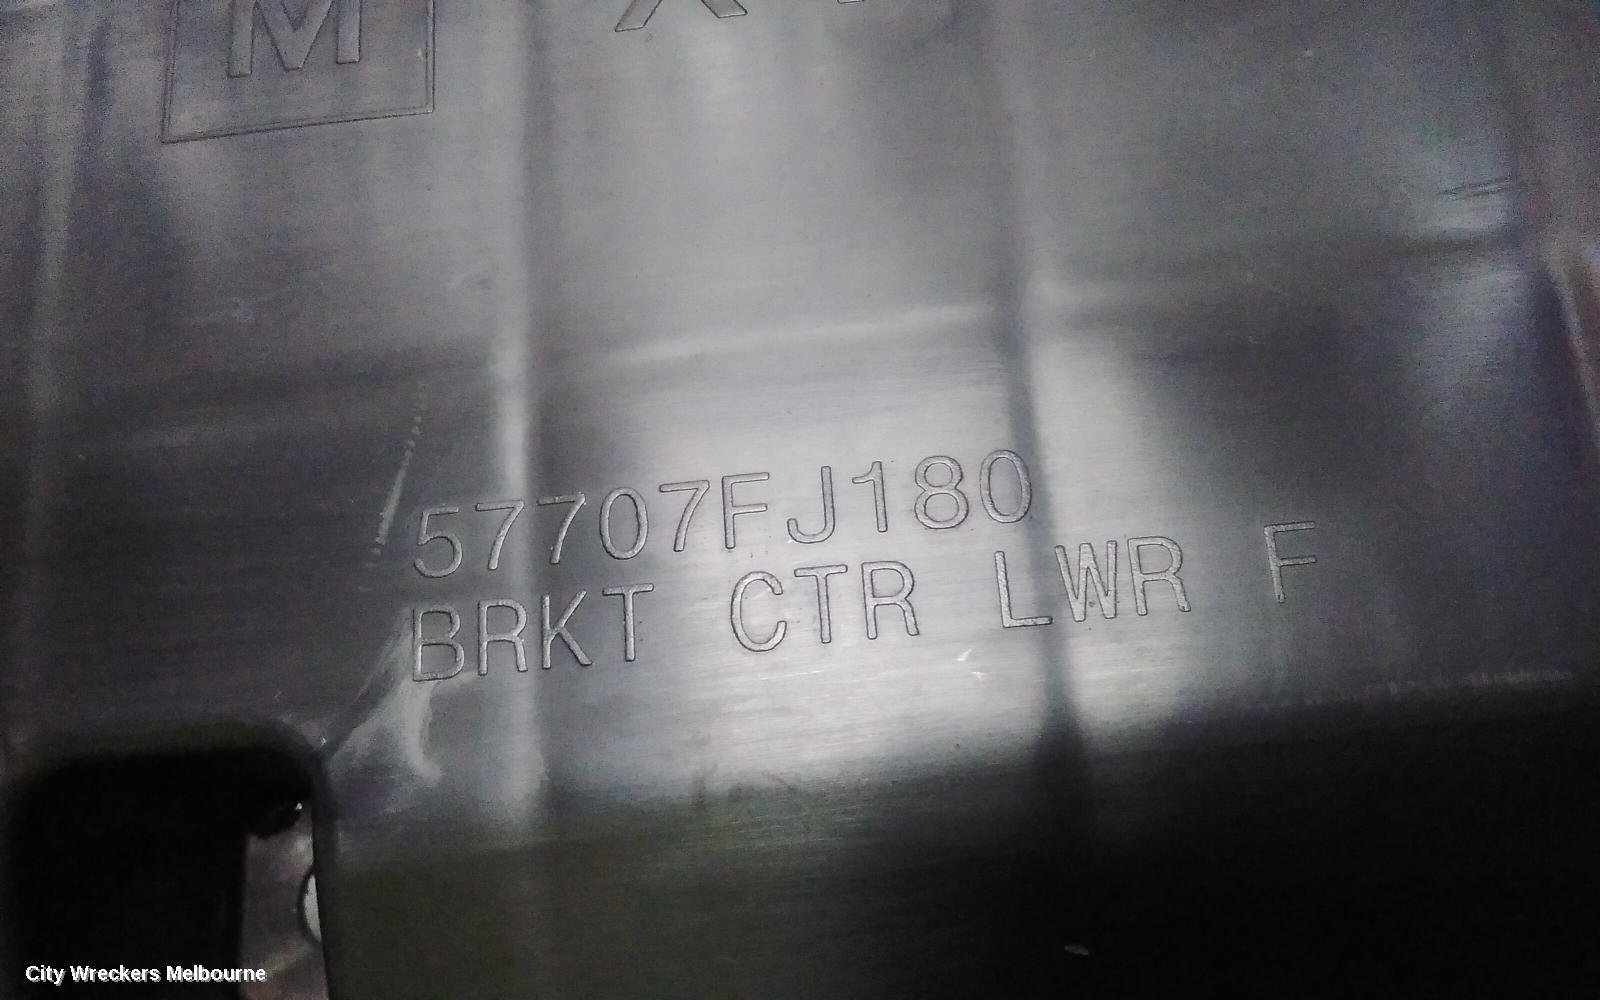 M
57707FJ180
BRKT CTR LWR F
City Wreckers Melbourne